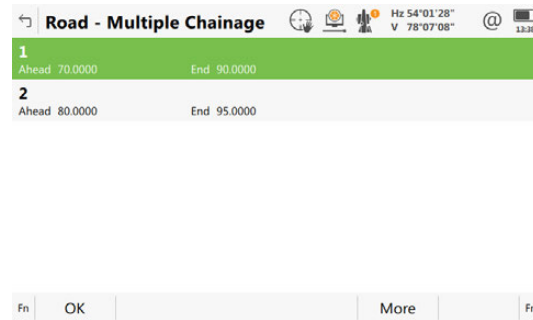 Road - Multiple Chainage
Hz 54°01'28"
V 78°07'08"
@
1
Ahead 70.0000 End 90.0000
2
Ahead 80.0000 End 95.0000
Fn OK More